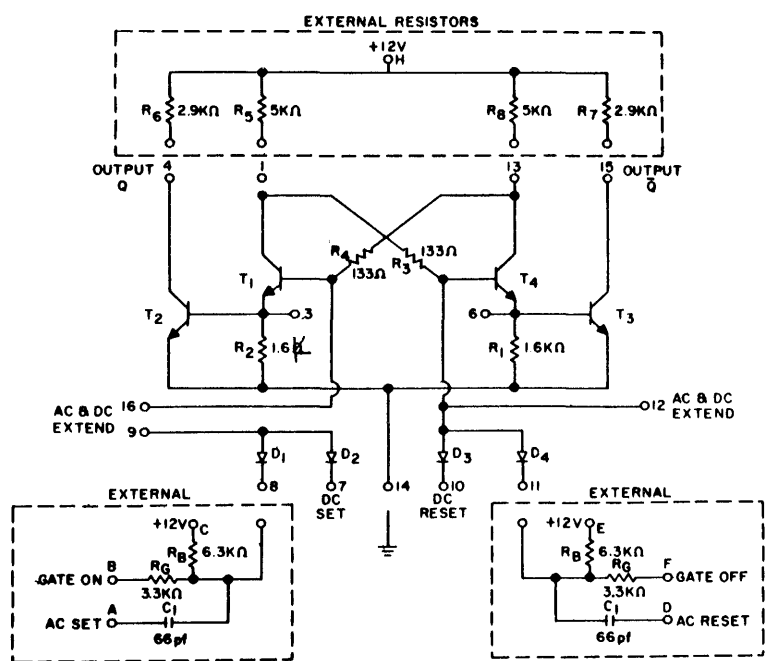 EXTERNAL RESISTORS
+12V
H
R6 2.9KΩ R5 5KΩ R8 5KΩ R7 2.9KΩ
4 1 13 15
OUTPUT Q
OUTPUT Q̅
R4 133Ω 133Ω R3
T1 T4
T2 3 6 T3
R2 1.6K R1 1.6KΩ
16 12
AC & DC EXTEND
AC & DC EXTEND
9
D1 D2 D3 D4
8 7 14 10 11
DC SET
DC RESET
EXTERNAL
+12V C
RB 6.3KΩ
B RG
GATE ON
3.3KΩ
A C1
AC SET
66pf
EXTERNAL
+12V E
RB 6.3KΩ
RG F
GATE OFF
3.3KΩ
C1 D
AC RESET
66pf